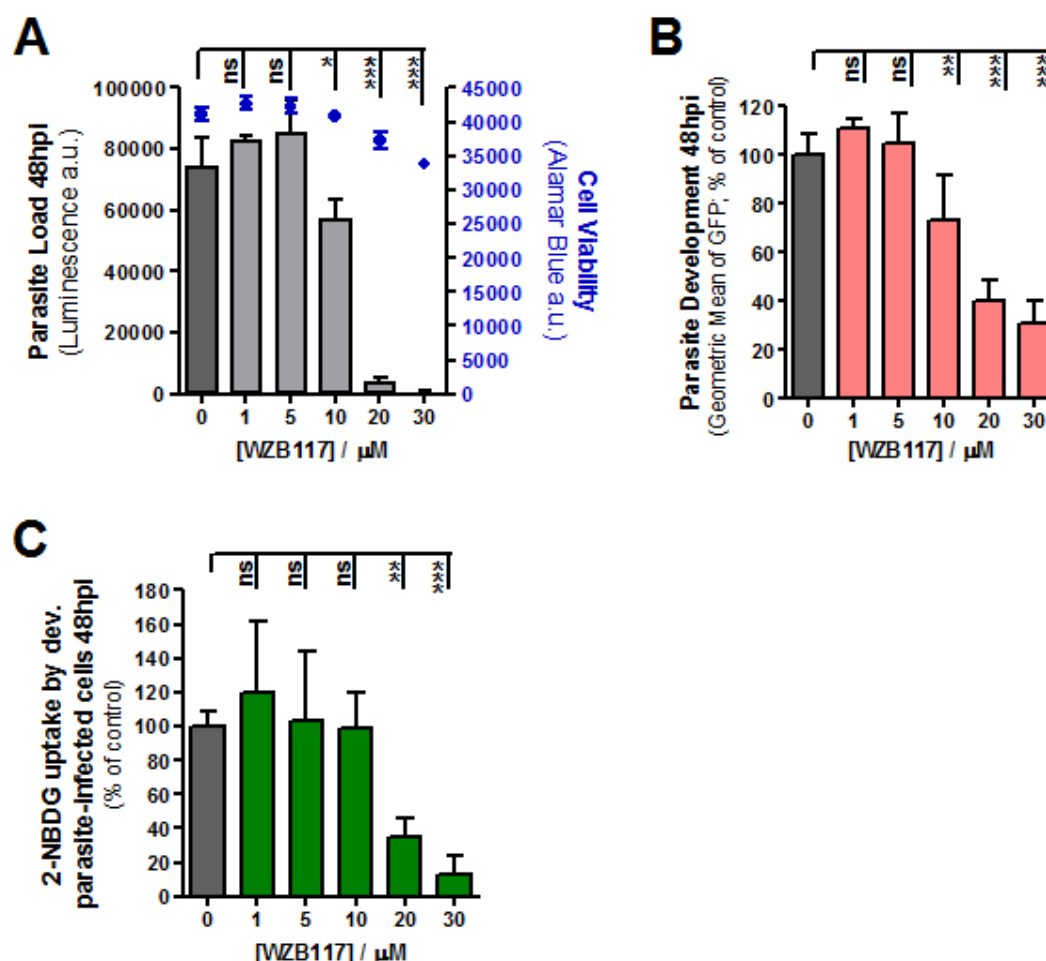 A
ns ns * *** ***
100000
80000
60000
40000
20000
0
Parasite Load 48hpi
(Luminescence a.u.)
45000
40000
35000
30000
25000
20000
15000
10000
5000
0
Cell Viability
(Alamar Blue a.u.)
0 1 5 10 20 30
[WZB117] / µM
B
ns ns ** *** ***
120
100
80
60
40
20
0
Parasite Development 48hpi
(Geometric Mean of GFP; % of control)
0 1 5 10 20 30
[WZB117] / µM
C
ns ns ns ** ***
180
160
140
120
100
80
60
40
20
0
2-NBDG uptake by dev.
parasite-infected cells 48hpi
(% of control)
0 1 5 10 20 30
[WZB117] / µM